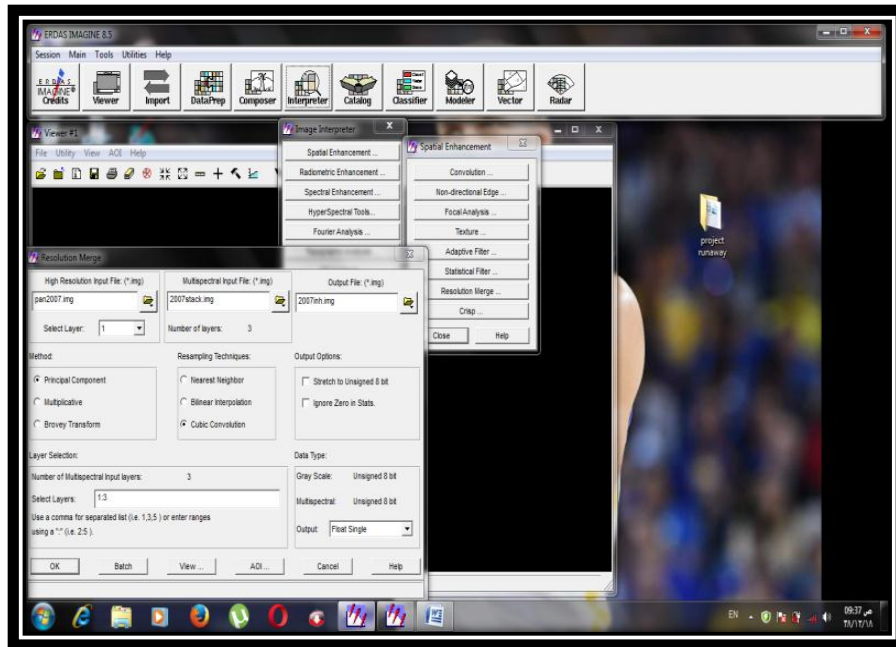 ERDAS IMAGINE 8.5
Session Main Tools Utilities Help
ERDAS IMAGINE® Credits Viewer Import DataPrep Composer Interpreter Catalog Classifier Modeler Vector Radar
Viewer #1
File Utility View AOI Help
Image Interpreter
Spatial Enhancement ...
Radiometric Enhancement ...
Spectral Enhancement ...
HyperSpectral Tools...
Fourier Analysis ...
Spatial Enhancement
Convolution ...
Non-directional Edge ...
Focal Analysis ...
Texture ...
Adaptive Filter ...
Statistical Filter ...
Resolution Merge ...
Crisp ...
Close Help
project
runaway
Resolution Merge
High Resolution Input File: (*.img) Multispectral Input File: (*.img) Output File: (*.img)
pan2007.img 2007stack.img 2007mh.img
Select Layer: 1 Number of layers: 3
Method: Resampling Techniques: Output Options:
Principal Component Nearest Neighbor Stretch to Unsigned 8 bit
Multiplicative Bilinear Interpolation Ignore Zero in Stats.
Brovey Transform Cubic Convolution
Layer Selection: Data Type:
Number of Multispectral Input layers: 3 Gray Scale: Unsigned 8 bit
Select Layers: 1:3 Multispectral: Unsigned 8 bit
Use a comma for separated list (i.e. 1,3,5 ) or enter ranges
using a ":" (i.e. 2:5 ). Output: Float Single
OK Batch View ... AOI ... Cancel Help
EN 09:37 ص
٣٨/١٢/١٨